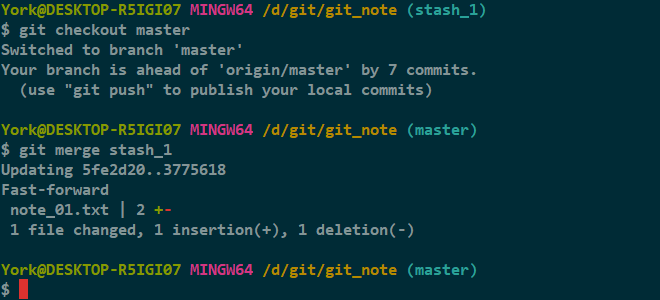 York@DESKTOP-R5IGI07 MINGW64 /d/git/git_note (stash_1)
$ git checkout master
Switched to branch 'master'
Your branch is ahead of 'origin/master' by 7 commits.
  (use "git push" to publish your local commits)

York@DESKTOP-R5IGI07 MINGW64 /d/git/git_note (master)
$ git merge stash_1
Updating 5fe2d20..3775618
Fast-forward
 note_01.txt | 2 +-
 1 file changed, 1 insertion(+), 1 deletion(-)

York@DESKTOP-R5IGI07 MINGW64 /d/git/git_note (master)
$